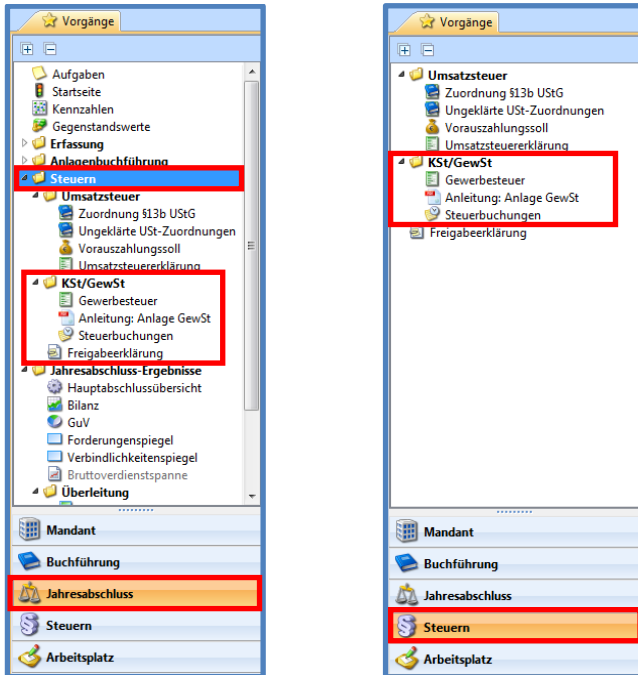 Vorgänge
Aufgaben
Startseite
Kennzahlen
Gegenstandswerte
Erfassung
Anlagenbuchführung
Steuern
Umsatzsteuer
Zuordnung §13b UStG
Ungeklärte USt-Zuordnungen
Vorauszahlungssoll
Umsatzsteuererklärung
KSt/GewSt
Gewerbesteuer
Anleitung: Anlage GewSt
Steuerbuchungen
Freigabeerklärung
Jahresabschluss-Ergebnisse
Hauptabschlussübersicht
Bilanz
GuV
Forderungenspiegel
Verbindlichkeitenspiegel
Bruttoverdienstspanne
Überleitung
Mandant
Buchführung
Jahresabschluss
Steuern
Arbeitsplatz
Vorgänge
Umsatzsteuer
Zuordnung §13b UStG
Ungeklärte USt-Zuordnungen
Vorauszahlungssoll
Umsatzsteuererklärung
KSt/GewSt
Gewerbesteuer
Anleitung: Anlage GewSt
Steuerbuchungen
Freigabeerklärung
Mandant
Buchführung
Jahresabschluss
Steuern
Arbeitsplatz